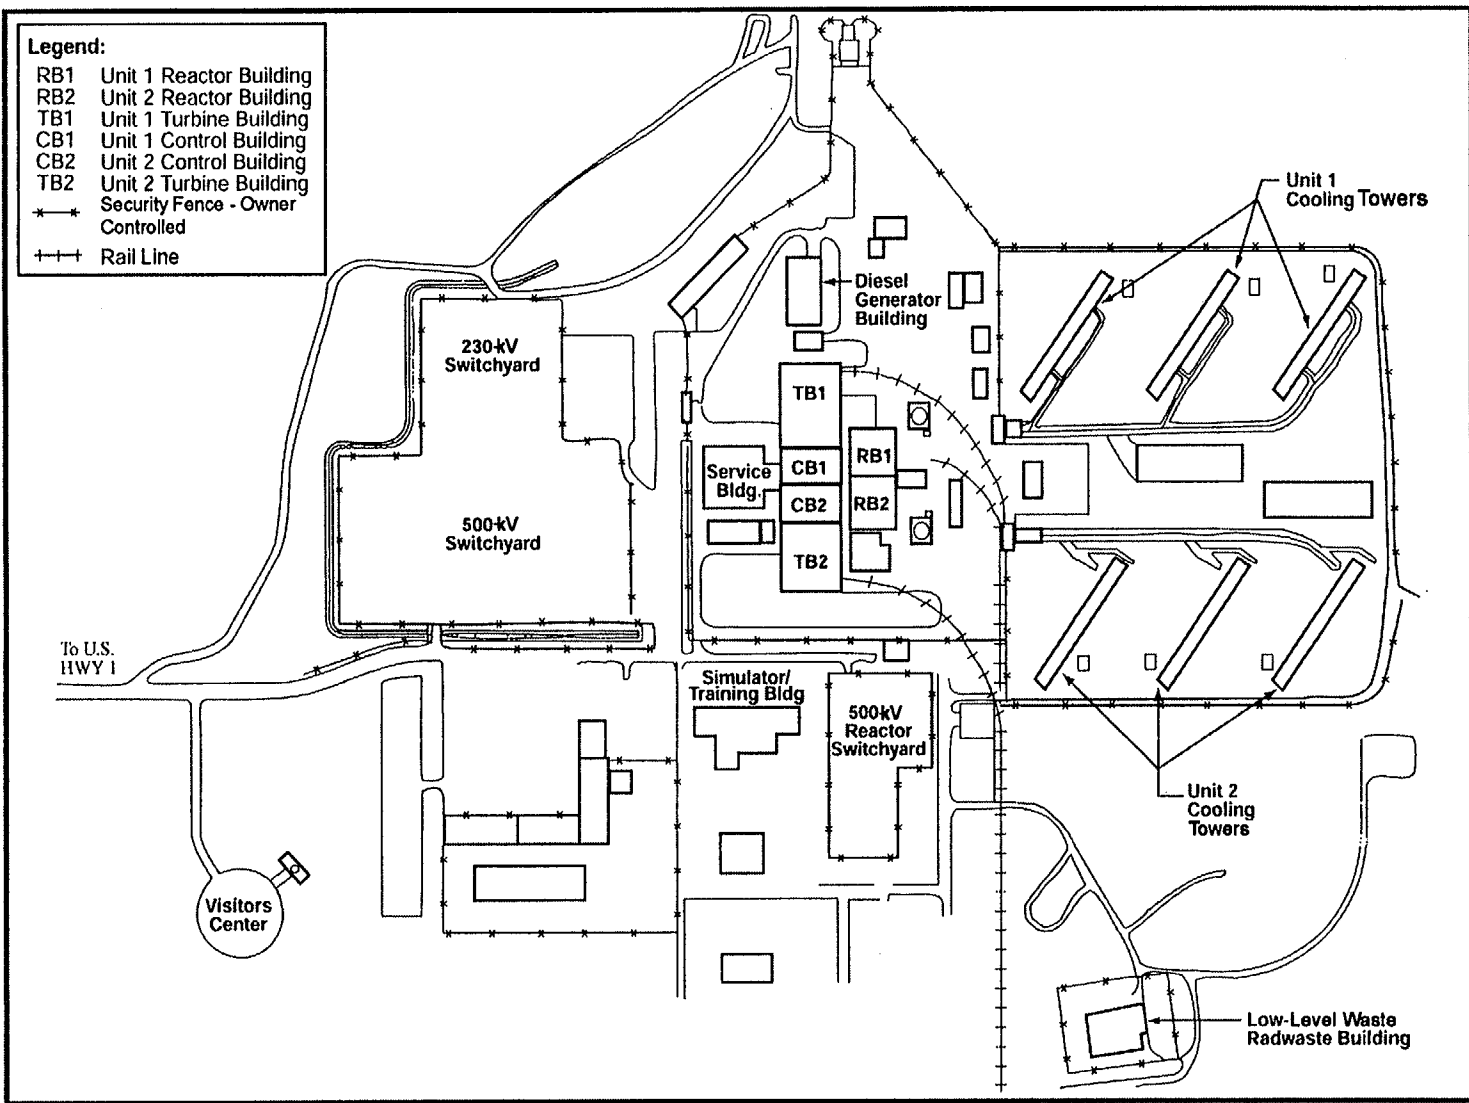 Legend:
RB1 Unit 1 Reactor Building
RB2 Unit 2 Reactor Building
TB1 Unit 1 Turbine Building
CB1 Unit 1 Control Building
CB2 Unit 2 Control Building
TB2 Unit 2 Turbine Building
Security Fence - Owner
Controlled
Rail Line
Unit 1
Cooling Towers
Diesel
Generator
Building
230-kV
Switchyard
TB1
CB1
RB1
Service
Bldg.
CB2
RB2
500-kV
Switchyard
TB2
To U.S.
HWY 1
Simulator/
Training Bldg
500-kV
Reactor
Switchyard
Unit 2
Cooling
Towers
Visitors
Center
Low-Level Waste
Radwaste Building